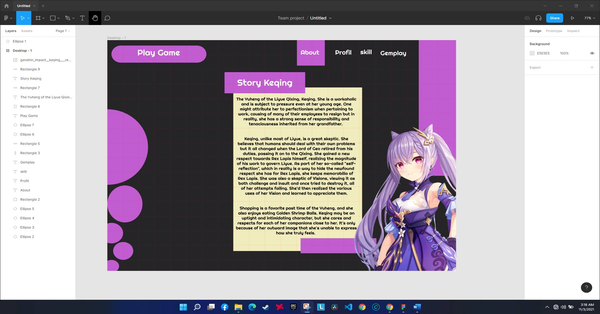 Untitled
Team project / Untitled
Share
77%
Layers
Assets
Page 1
Design
Prototype
Inspect
Desktop - 1
Background
100%
Export
Rectangle 9
Story Keqing
Rectangle 7
The Yuheng of the Liyue Qixing
Rectangle 8
Play Game
Ellipse 7
Ellipse 6
Rectangle 5
Rectangle 3
Gemplay
skill
Profil
About
Rectangle 2
Ellipse 5
Ellipse 4
Ellipse 3
Ellipse 2
Desktop - 1
Play Game
About
Profil
skill
Gemplay
Story Keqing
The Yuheng of the Liyue Qixing, Keqing. She is a workaholic
and is subject to pressure even at her young age. One
might attribute her to perfectionism when pertaining to
work, causing of many of their employees to resign but in
reality, she has a strong sense of responsibility and
tenaciousness inherited from her grandfather.
Keqing, unlike most of Liyue, is a great skeptic. She
believes that humans should deal with their own problems
but it all changed when the Lord of Geo retired from his
duties, passing it on to the Qixing. She gained a new
respect towards Rex Lapis himself, realizing the magnitude
of his work to govern Liyue. As part of her so-called "self-
reflection", which in reality is a way to hide the newfound
respect she has for Rex Lapis, she keeps memorabilia of
Rex Lapis. She was also a skeptic of Visions, viewing it as
both challenge and insult and once tried to destroy it, all
of her attempts failing. She'd then realized the various
uses of her Vision and learned to appreciate them.
Shopping is a favorite past time of the Yuheng, and she
also enjoys eating Golden Shrimp Balls. Keqing may be an
uptight and intimidating character, but she cares and
respects for each of her companions close to her. It's only
because of her outward image that she's unable to express
how she truly feels.
3:16 AM
11/3/2021